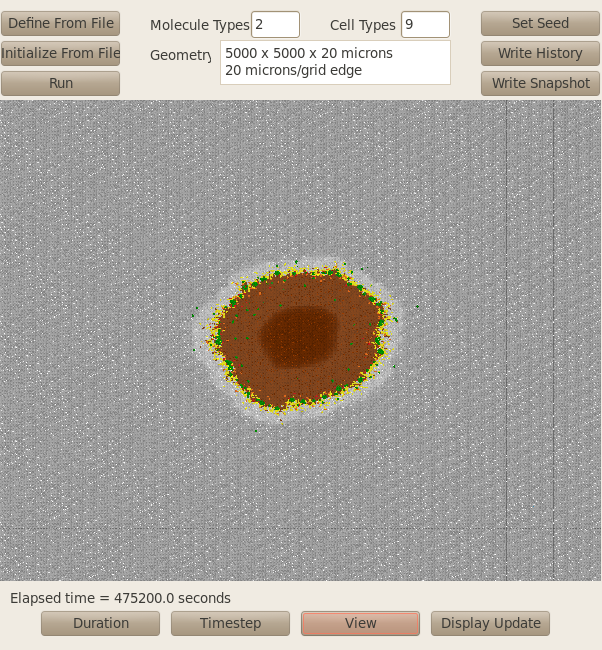 Define From File
Molecule Types 2
Cell Types 9
Set Seed
Initialize From File
Geometry
5000 x 5000 x 20 microns
20 microns/grid edge
Write History
Run
Write Snapshot
Elapsed time = 475200.0 seconds
Duration
Timestep
View
Display Update